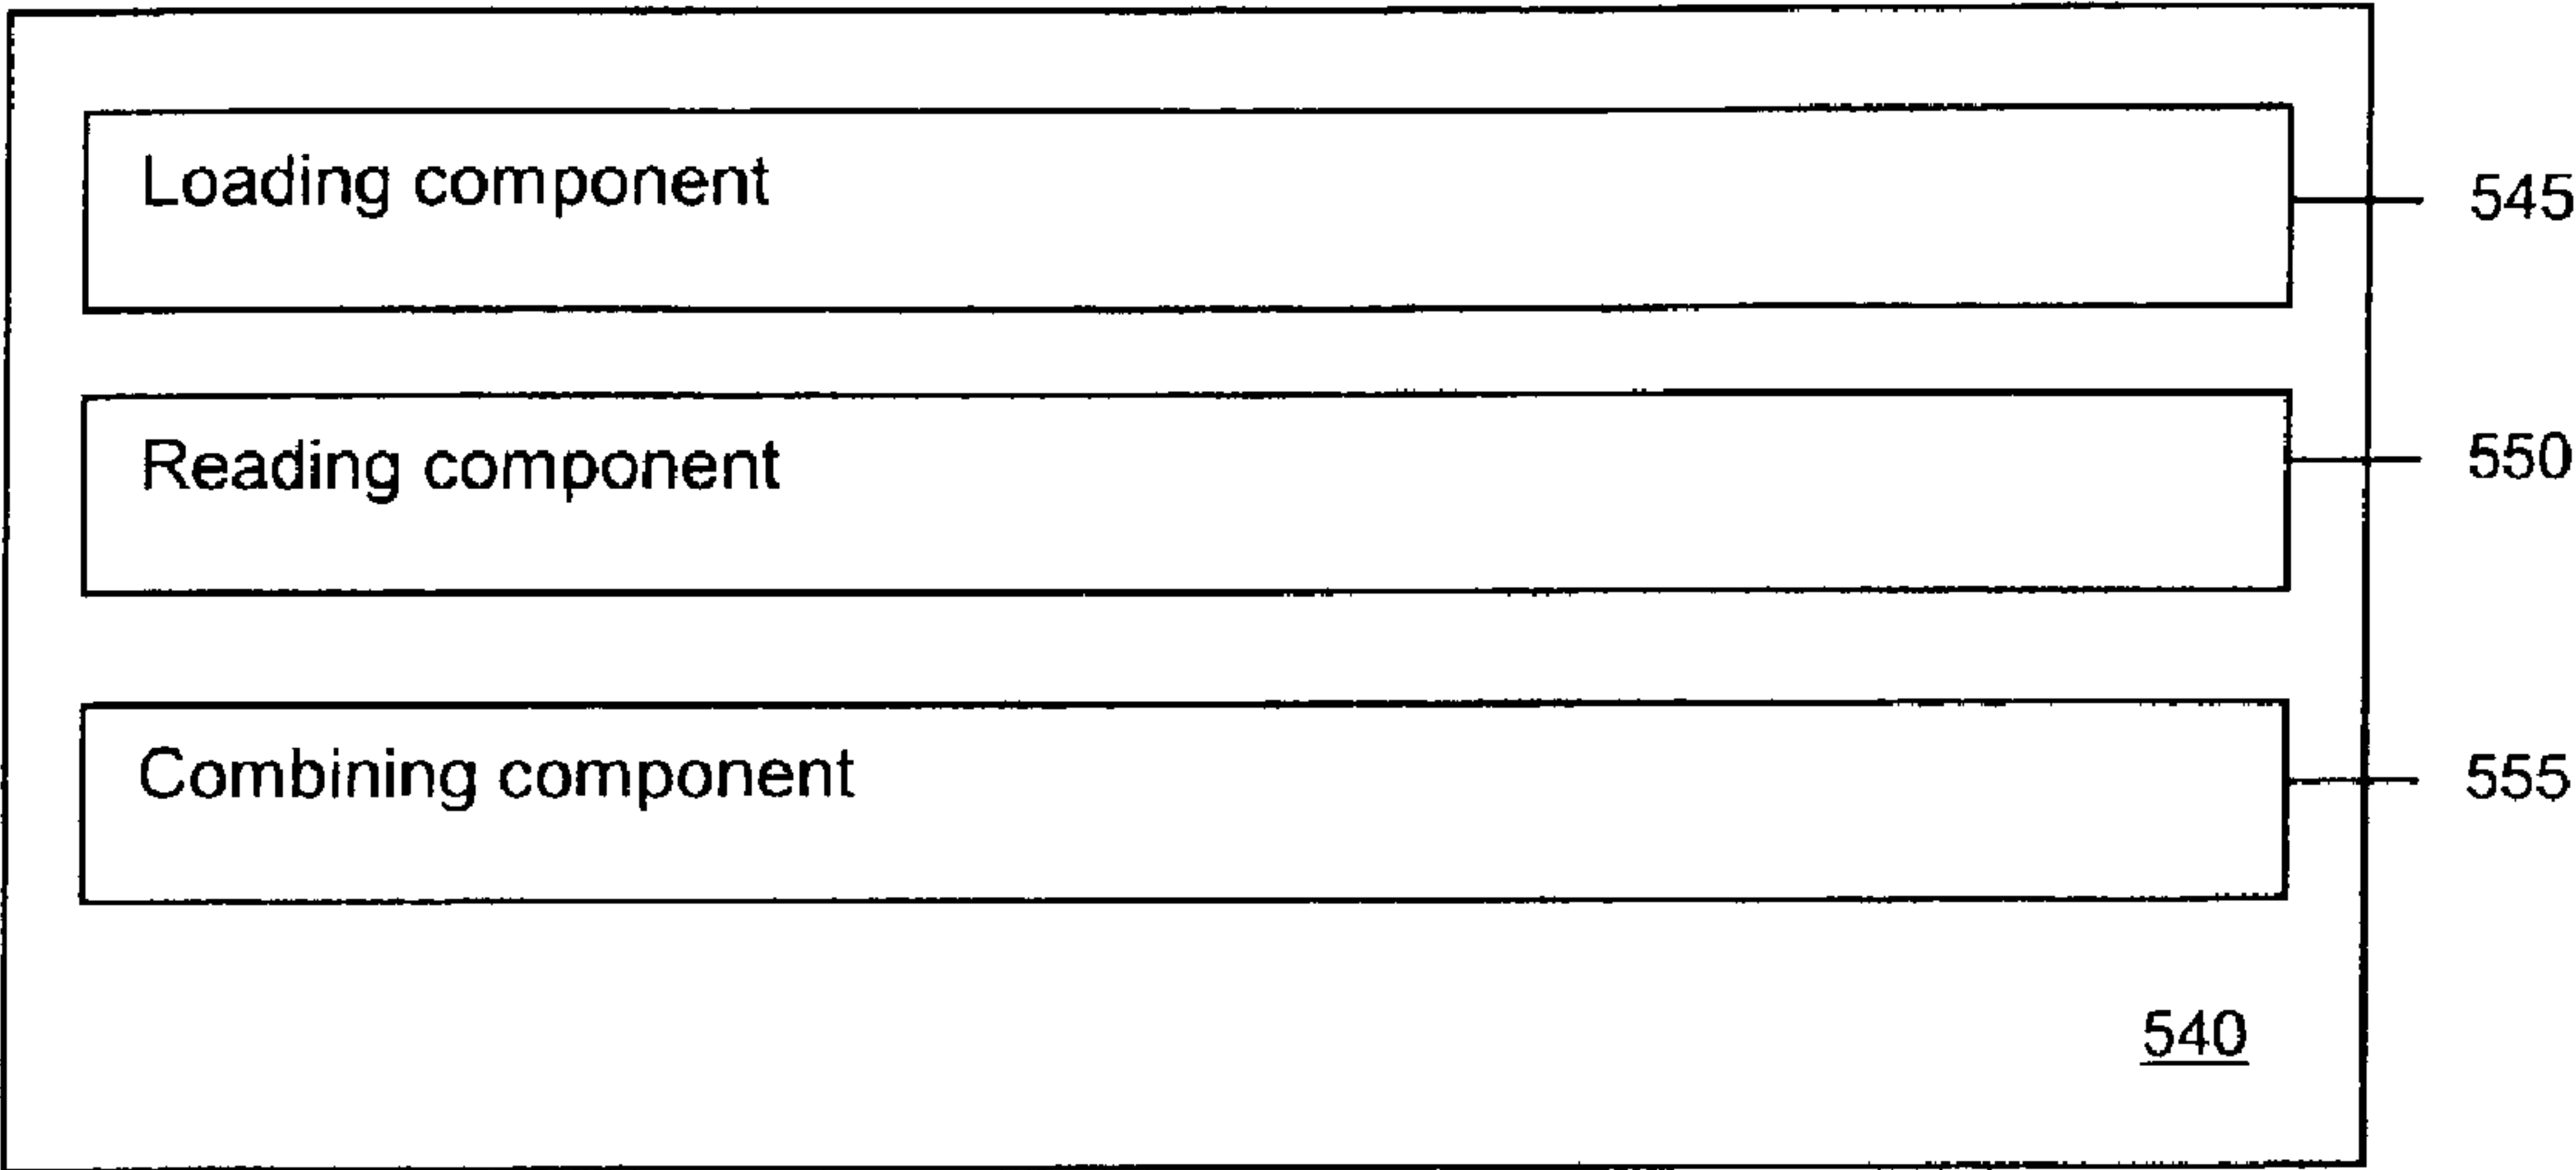 Loading component
545
Reading component
550
Combining component
555
540